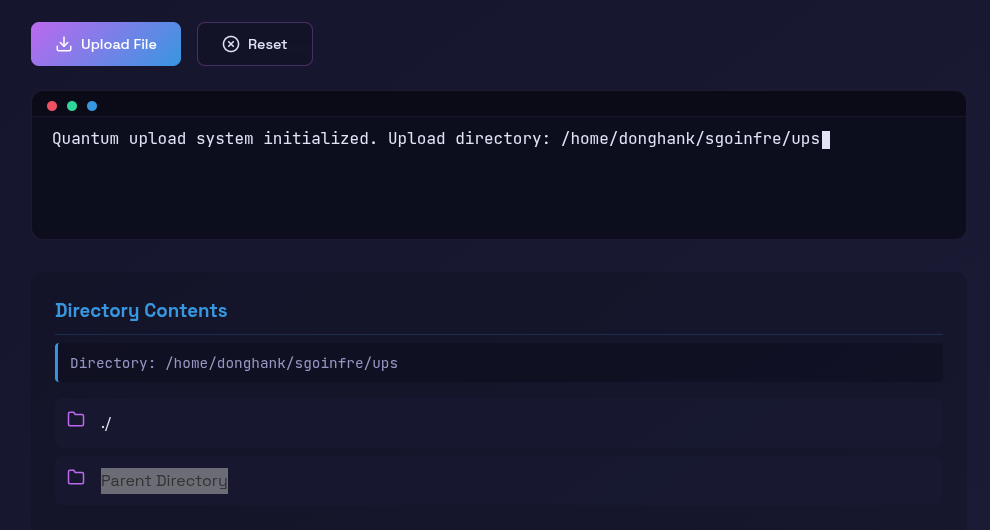 Upload File
Reset
Quantum upload system initialized. Upload directory: /home/donghank/sgoinfre/ups
Directory Contents
Directory: /home/donghank/sgoinfre/ups
./
Parent Directory